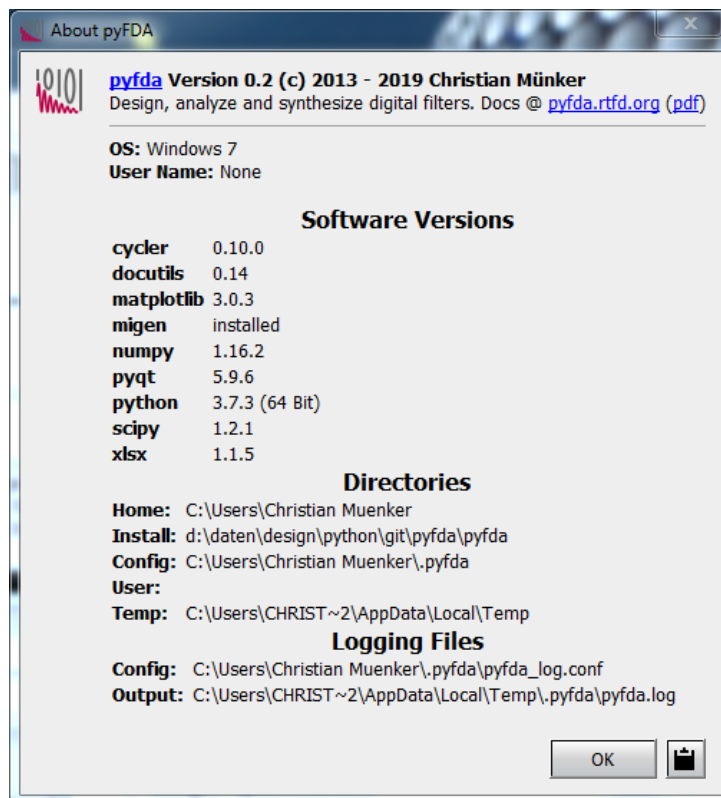 About pyFDA
pyfda Version 0.2 (c) 2013 - 2019 Christian Münker
Design, analyze and synthesize digital filters. Docs @ pyfda.rtfd.org (pdf)
OS: Windows 7
User Name: None
Software Versions
cycler 0.10.0
docutils 0.14
matplotlib 3.0.3
migen installed
numpy 1.16.2
pyqt 5.9.6
python 3.7.3 (64 Bit)
scipy 1.2.1
xlsx 1.1.5
Directories
Home: C:\Users\Christian Muenker
Install: d:\daten\design\python\git\pyfda\pyfda
Config: C:\Users\Christian Muenker\.pyfda
User:
Temp: C:\Users\CHRIST~2\AppData\Local\Temp
Logging Files
Config: C:\Users\Christian Muenker\.pyfda\pyfda_log.conf
Output: C:\Users\CHRIST~2\AppData\Local\Temp\.pyfda\pyfda.log
OK